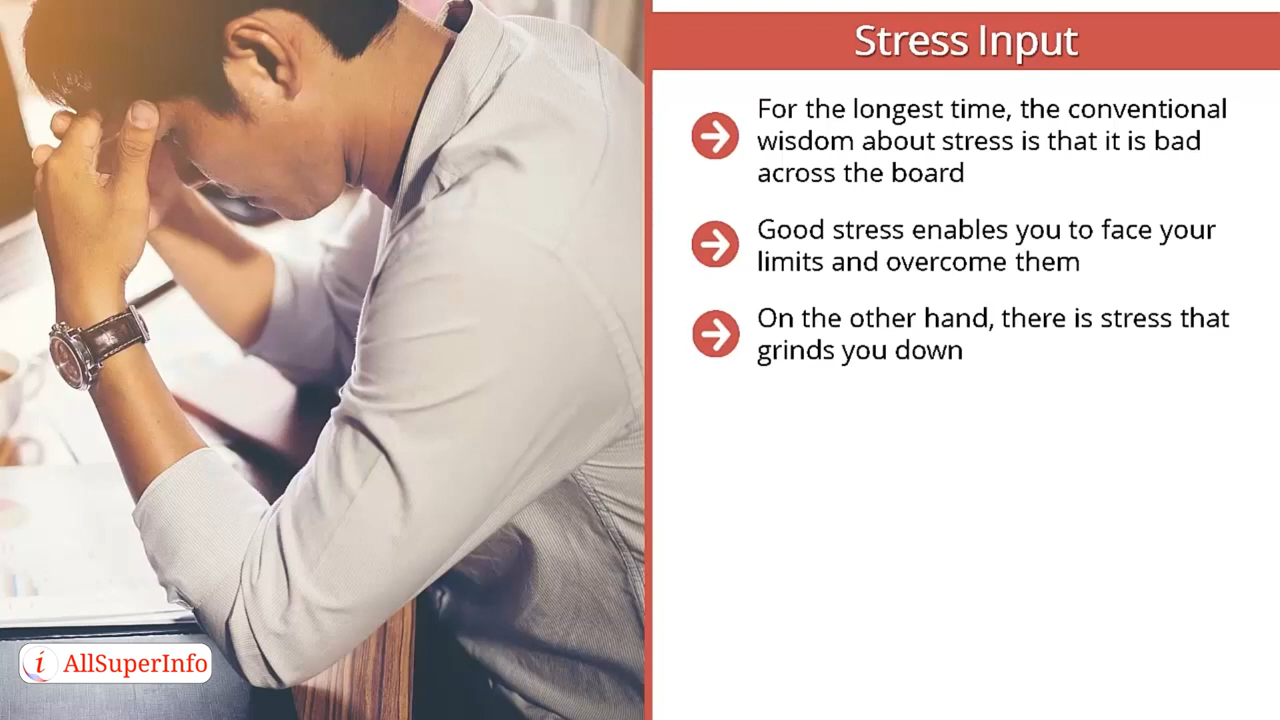 Stress Input
For the longest time, the conventional
wisdom about stress is that it is bad
across the board
Good stress enables you to face your
limits and overcome them
On the other hand, there is stress that
grinds you down
i AllSuperInfo